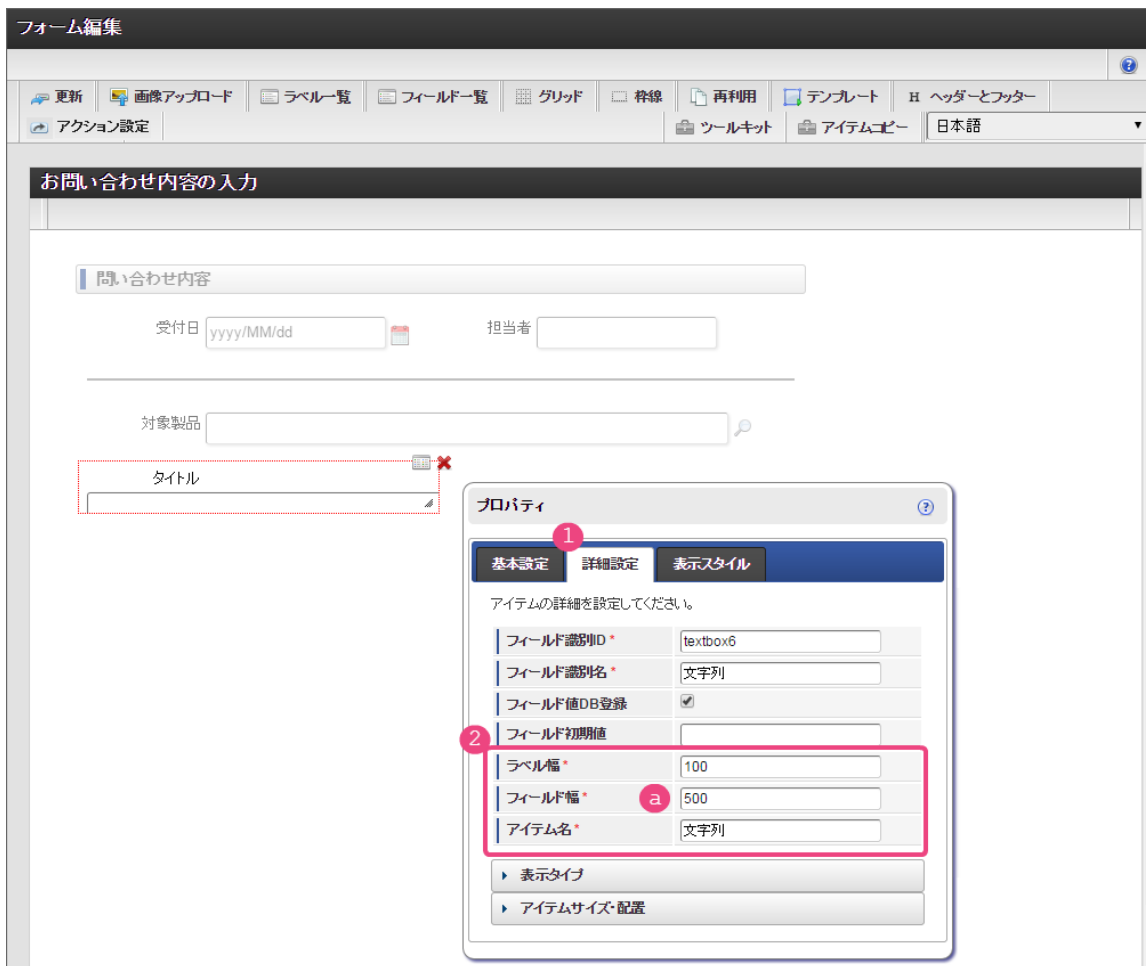 フォーム編集
更新 画像アップロード ラベル一覧 フィールド一覧 グリッド 枠線 再利用 テンプレート H ヘッダーとフッター
アクション設定 ツールキット アイテムコピー 日本語
お問い合わせ内容の入力
問い合わせ内容
受付日 yyyy/MM/dd 担当者
対象製品
タイトル
プロパティ ?
1
基本設定 詳細設定 表示スタイル
アイテムの詳細を設定してください。
フィールド識別ID * textbox6
フィールド識別名 * 文字列
フィールド値DB登録
フィールド初期値
2
ラベル幅 * 100
フィールド幅 * a 500
アイテム名 * 文字列
表示タイプ
アイテムサイズ・配置